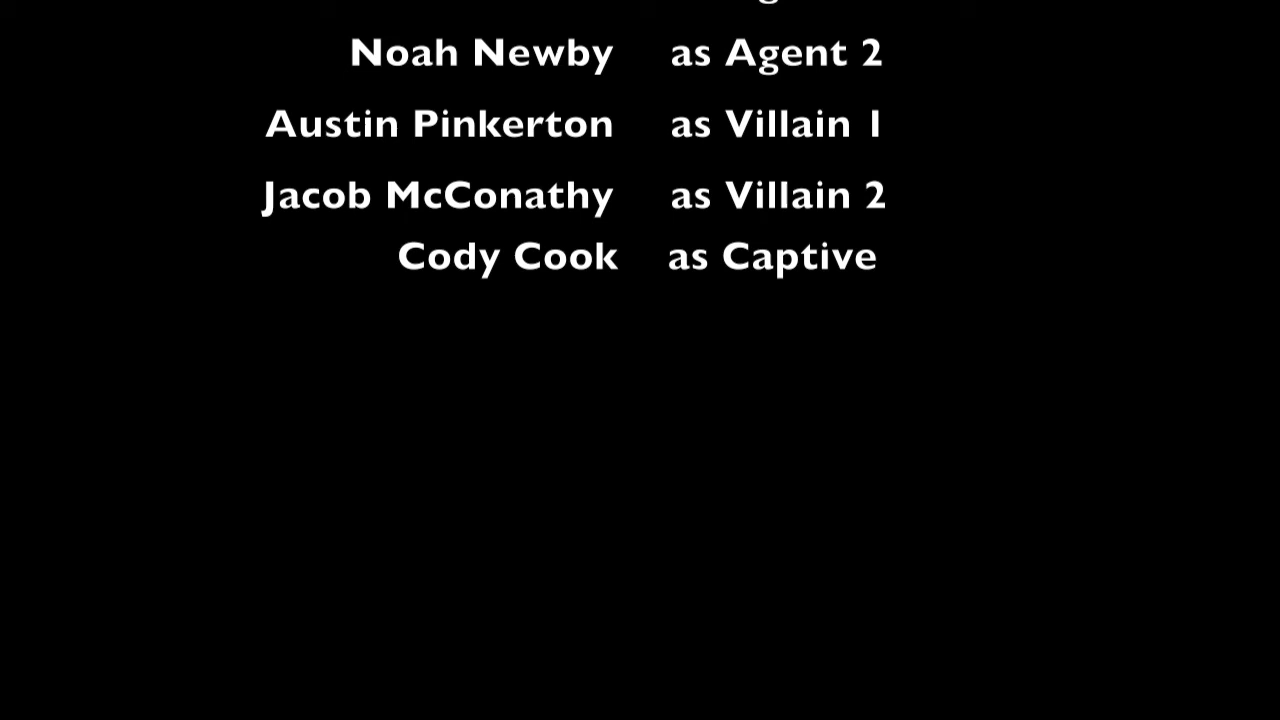 Noah Newby as Agent 2
Austin Pinkerton as Villain 1
Jacob McConathy as Villain 2
Cody Cook as Captive